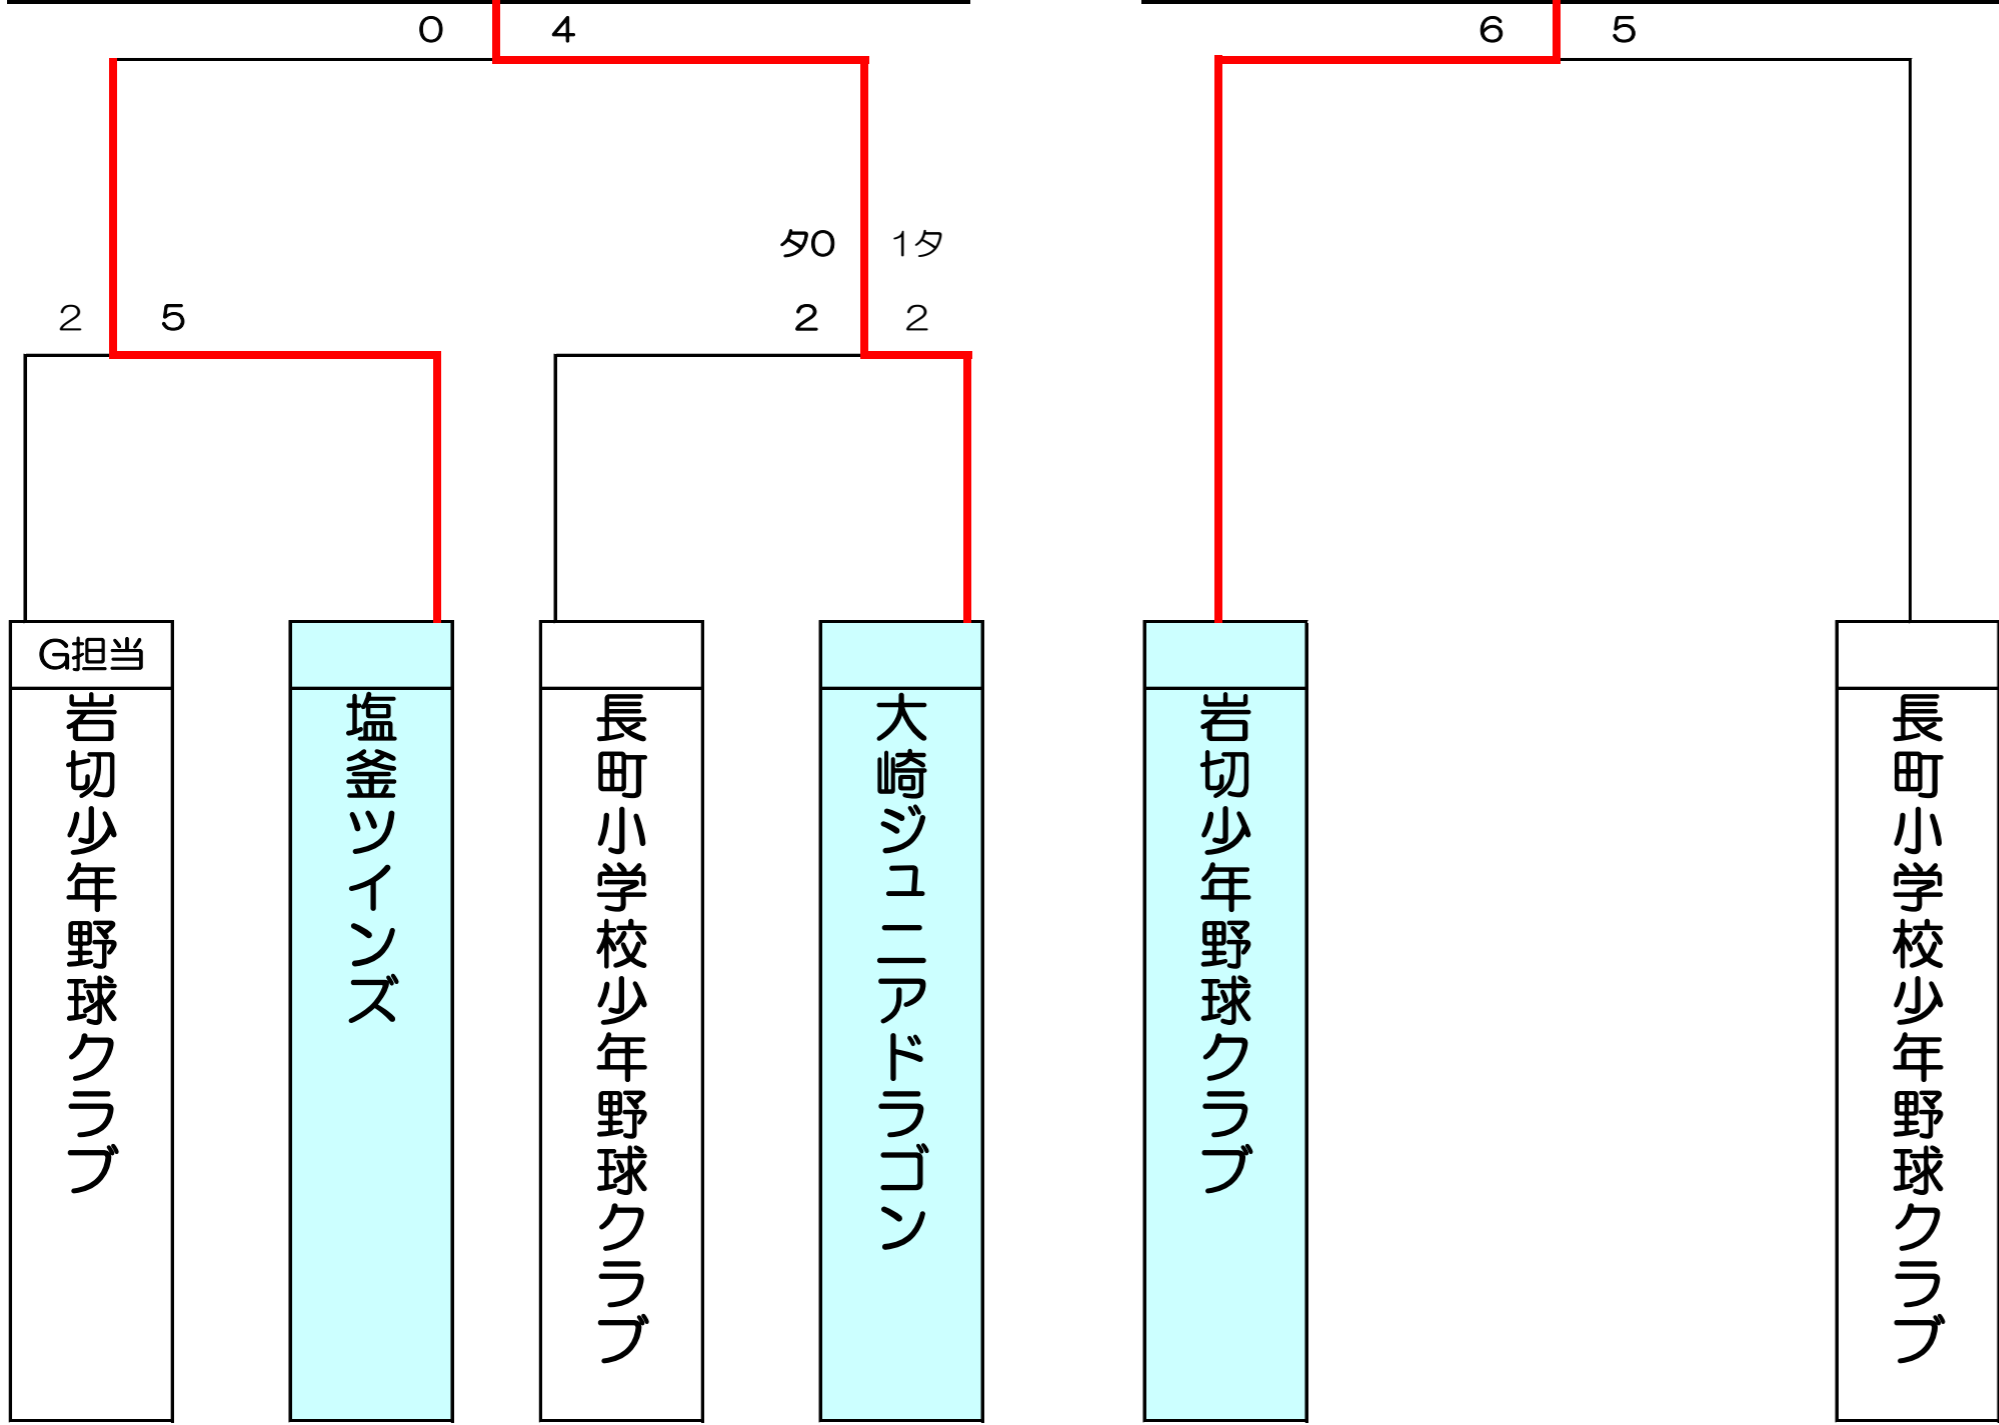 0 4 6 5
タ0 1タ
2 5 2 2
G担当
岩切少年野球クラブ
塩釜ツインズ
長町小学校少年野球クラブ
大崎ジュニアドラゴン
岩切少年野球クラブ
長町小学校少年野球クラブ